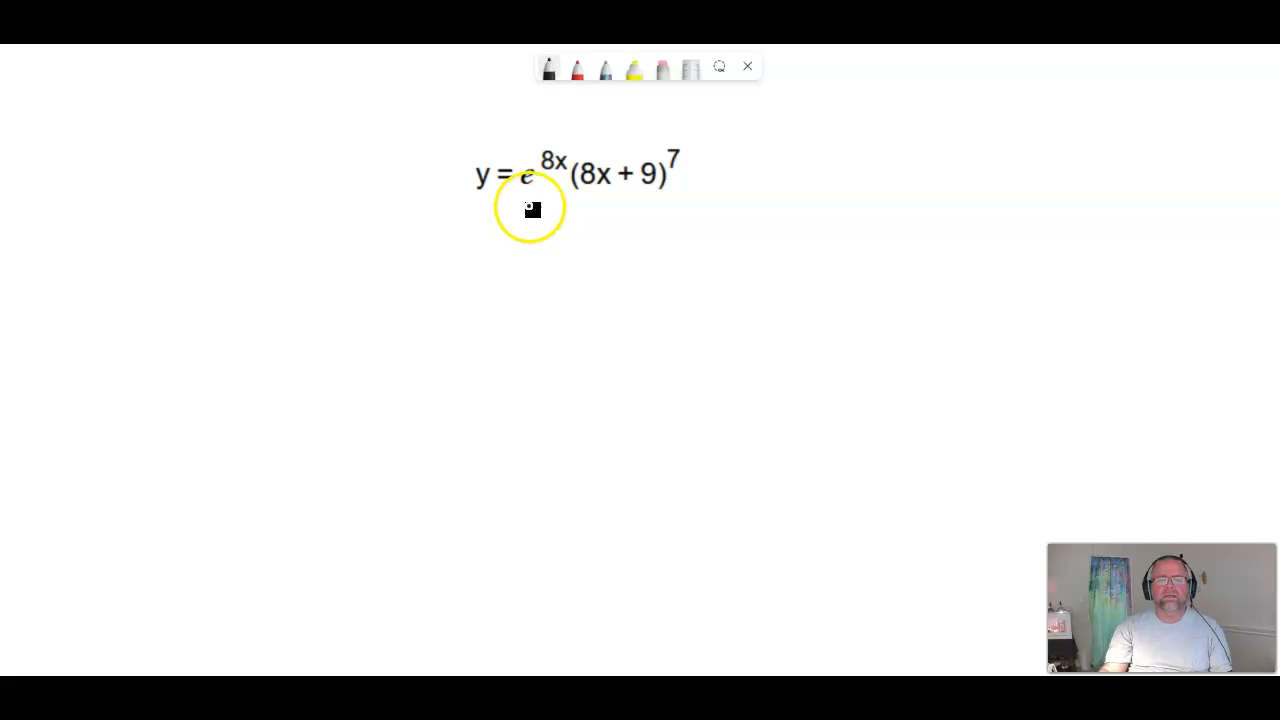 y = e^8x (8x + 9)^7